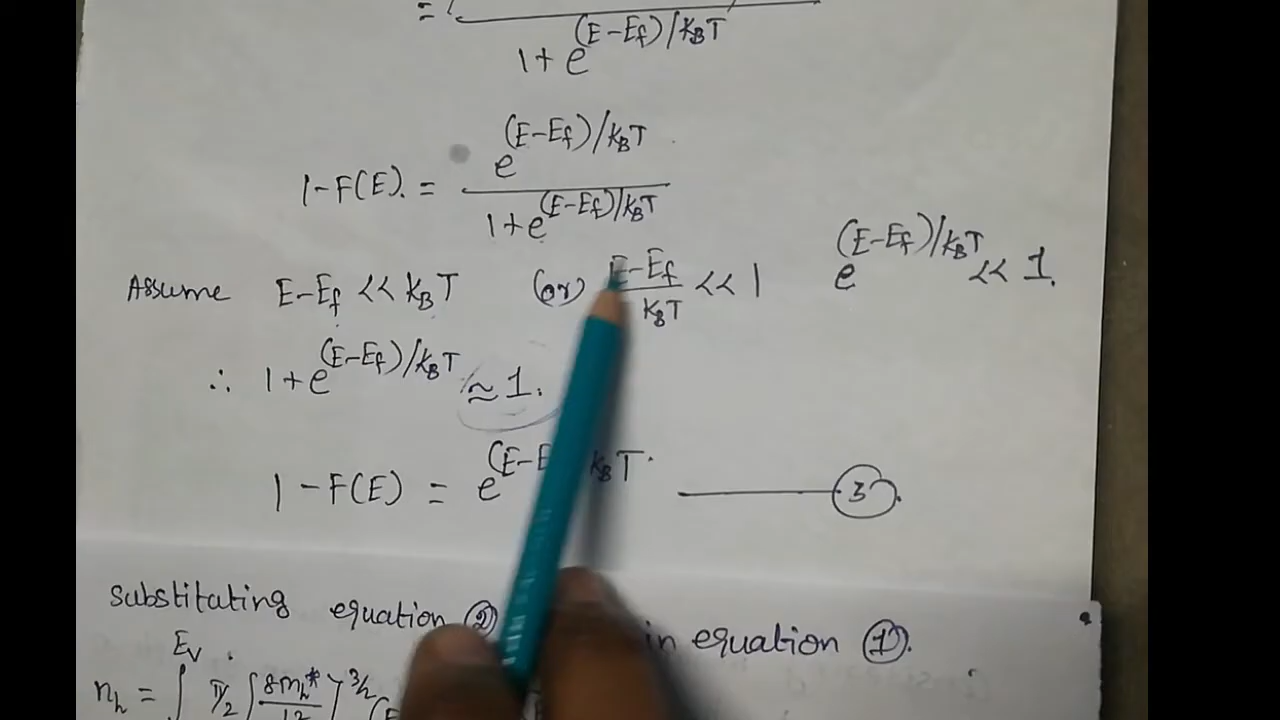 = 1+e^{(E-Ef)/KBT}
1-F(E). = e^{(E-Ef)/KBT} / 1+e^{(E-Ef)/KBT}
Assume E-Ef << KBT (or) E-Ef / KBT << 1 e^{(E-Ef)/KBT} << 1.
∴ 1+e^{(E-Ef)/KBT} ≈ 1.
1-F(E) = e^{(E-E KBT. 3.
substituting equation 2 in equation 1.
nh = ∫ Ev π/2 [8mh*]^{3/2} (E